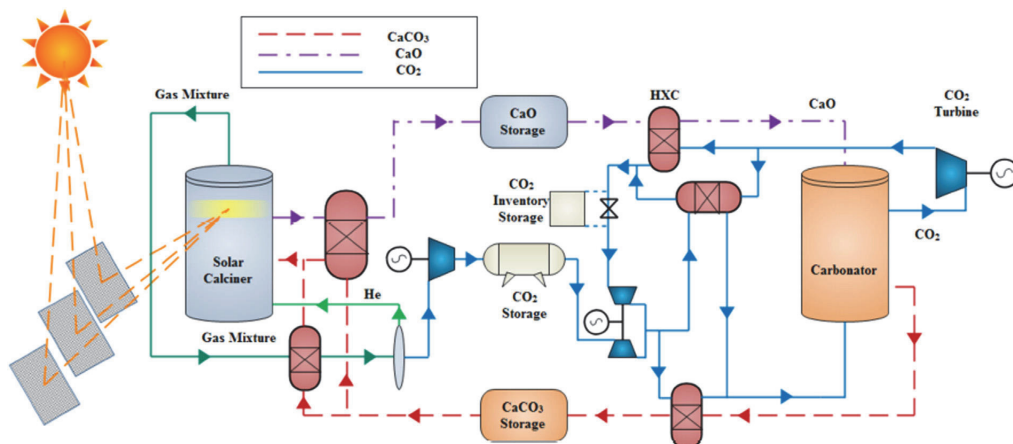 CaCO3
CaO
CO2
Gas Mixture
HXC
CaO
CO2
Turbine
CaO
Storage
CO2
Inventory
Storage
Solar
Calciner
CO2
Carbonator
He
CO2
Storage
Gas Mixture
CaCO3
Storage